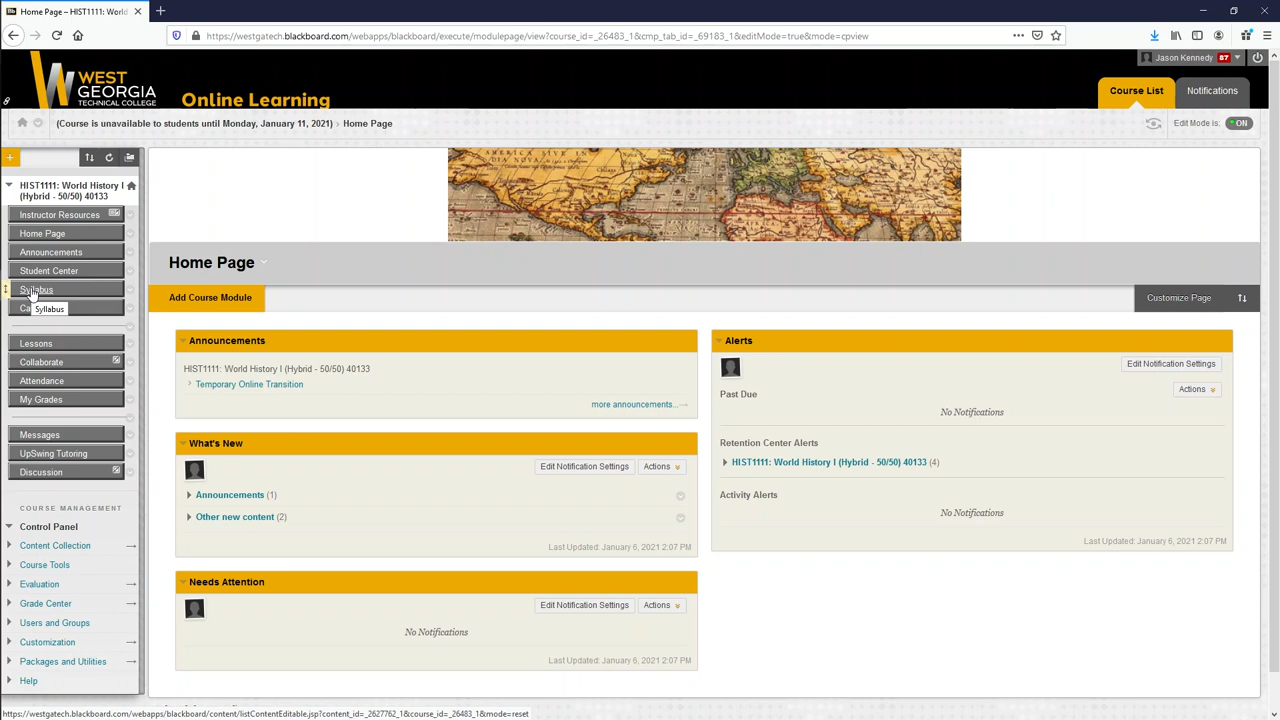 Home Page – HIST1111: World
https://westgatech.blackboard.com/webapps/blackboard/execute/modulepage/view?course_id=_26483_1&cmp_tab_id=_69183_1&editMode=true&mode=cpview
WEST
GEORGIA
TECHNICAL COLLEGE
Online Learning
Jason Kennedy 87
Course List
Notifications
(Course is unavailable to students until Monday, January 11, 2021) > Home Page
Edit Mode is: ON
HIST1111: World History I
(Hybrid - 50/50) 40133
Instructor Resources
Home Page
Announcements
Student Center
Syllabus
Ca
Syllabus
Lessons
Collaborate
Attendance
My Grades
Messages
UpSwing Tutoring
Discussion
COURSE MANAGEMENT
Control Panel
Content Collection
Course Tools
Evaluation
Grade Center
Users and Groups
Customization
Packages and Utilities
Help
Home Page
Add Course Module
Customize Page
Announcements
HIST1111: World History I (Hybrid - 50/50) 40133
Temporary Online Transition
more announcements...
What's New
Edit Notification Settings
Actions
Announcements (1)
Other new content (2)
Last Updated: January 6, 2021 2:07 PM
Needs Attention
Edit Notification Settings
Actions
No Notifications
Last Updated: January 6, 2021 2:07 PM
Alerts
Edit Notification Settings
Actions
Past Due
No Notifications
Retention Center Alerts
HIST1111: World History I (Hybrid - 50/50) 40133 (4)
Activity Alerts
No Notifications
Last Updated: January 6, 2021 2:07 PM
https://westgatech.blackboard.com/webapps/blackboard/content/listContentEditable.jsp?content_id=_2627762_1&course_id=_26483_1&mode=reset